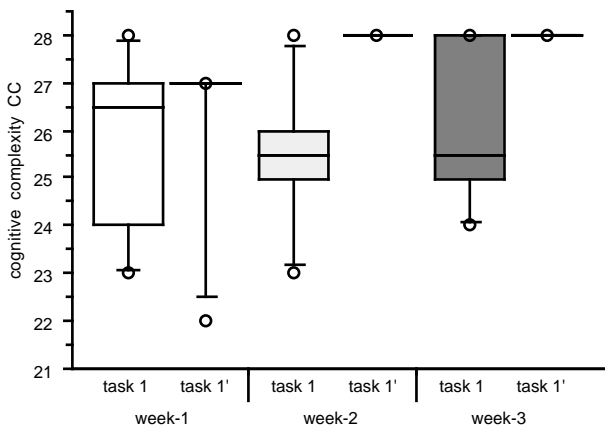 cognitive complexity CC
28
27
26
25
24
23
22
21
task 1 task 1' task 1 task 1' task 1 task 1'
week-1 week-2 week-3